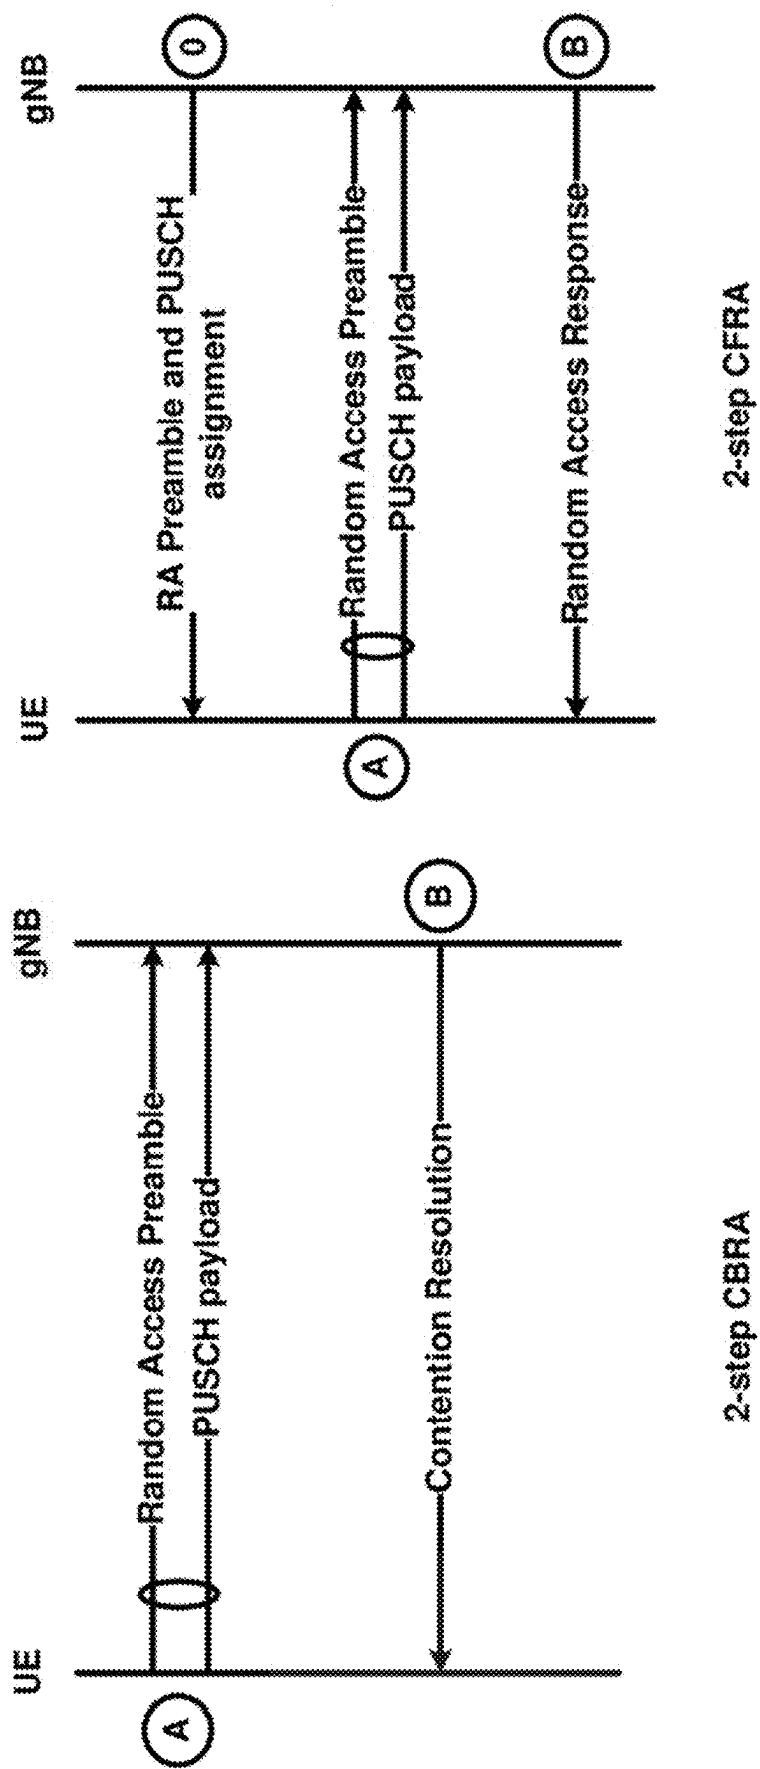 UE
gNB
A
Random Access Preamble
PUSCH payload
B
Contention Resolution
2-step CBRA
UE
gNB
0
RA Preamble and PUSCH
assignment
A
Random Access Preamble
PUSCH payload
B
Random Access Response
2-step CFRA